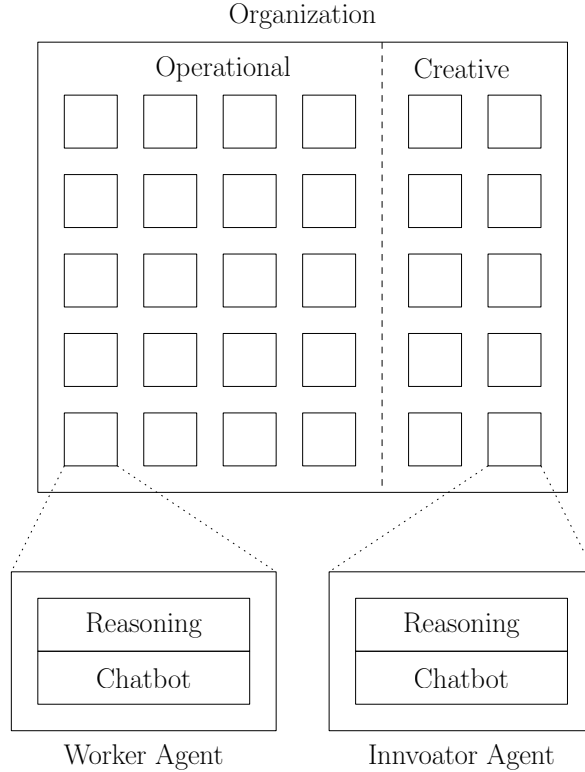 Organization
Operational
Creative
Reasoning
Chatbot
Worker Agent
Reasoning
Chatbot
Innvoator Agent